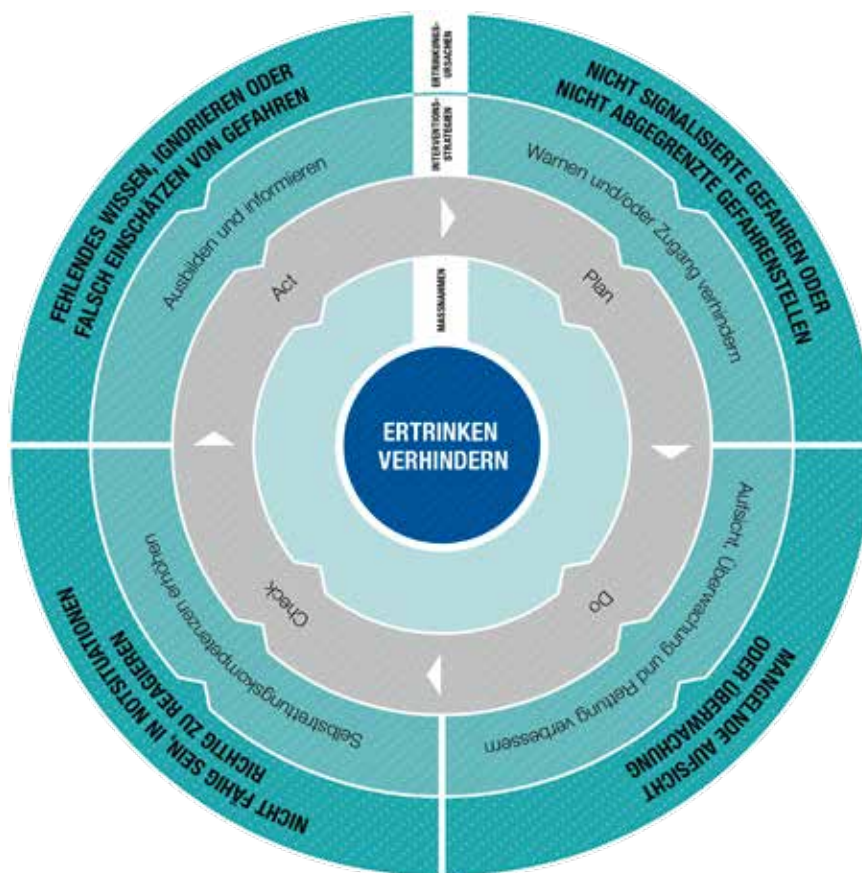 ERTRINKUNGS-
URSACHEN
INTERVENTIONS-
STRATEGIEN
MASSNAHMEN
FEHLENDES WISSEN, IGNORIEREN ODER
FALSCH EINSCHÄTZEN VON GEFAHREN
NICHT SIGNALISIERTE GEFAHREN ODER
NICHT ABGEGRENZTE GEFAHRENSTELLEN
Ausbilden und informieren
Warnen und/oder Zugang verhindern
Act
Plan
ERTRINKEN
VERHINDERN
Check
Do
Selbstrettungskompetenzen erhöhen
Aufsicht, Überwachung und Rettung verbessern
NICHT FÄHIG SEIN, IN NOTSITUATIONEN
RICHTIG ZU REAGIEREN
MANGELNDE AUFSICHT
ODER ÜBERWACHUNG